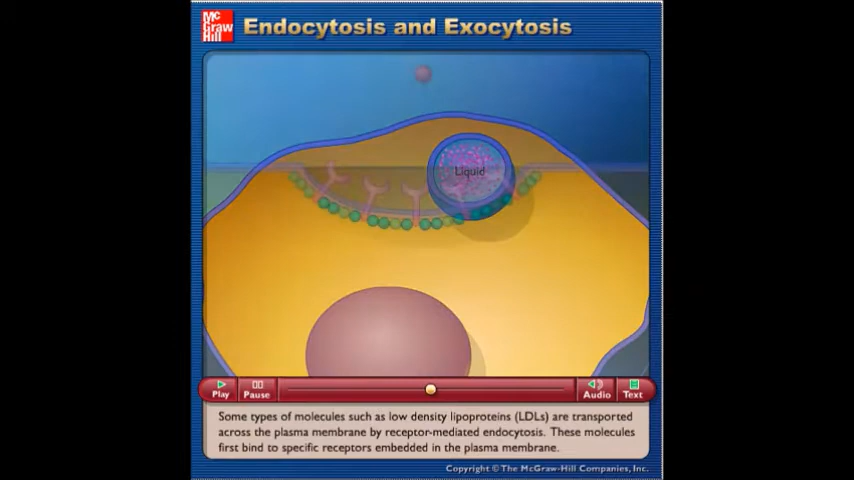 Mc
Graw
Hill
Endocytosis and Exocytosis
Liquid
Play
Pause
Audio
Text
Some types of molecules such as low density lipoproteins (LDLs) are transported
across the plasma membrane by receptor-mediated endocytosis. These molecules
first bind to specific receptors embedded in the plasma membrane.
Copyright © The McGraw-Hill Companies, Inc.